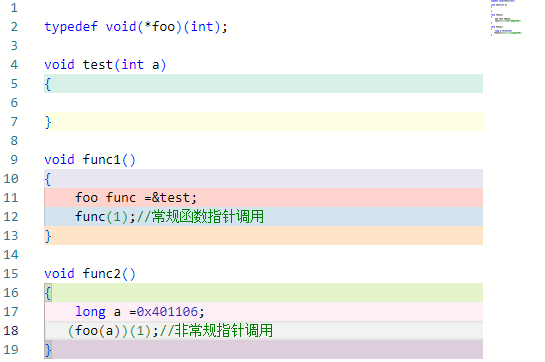 1
2 typedef void(*foo)(int);
3
4 void test(int a)
5 {
6
7 }
8
9 void func1()
10 {
11 foo func =&test;
12 func(1);//常规函数指针调用
13 }
14
15 void func2()
16 {
17 long a =0x401106;
18 (foo(a))(1);//非常规指针调用
19 }